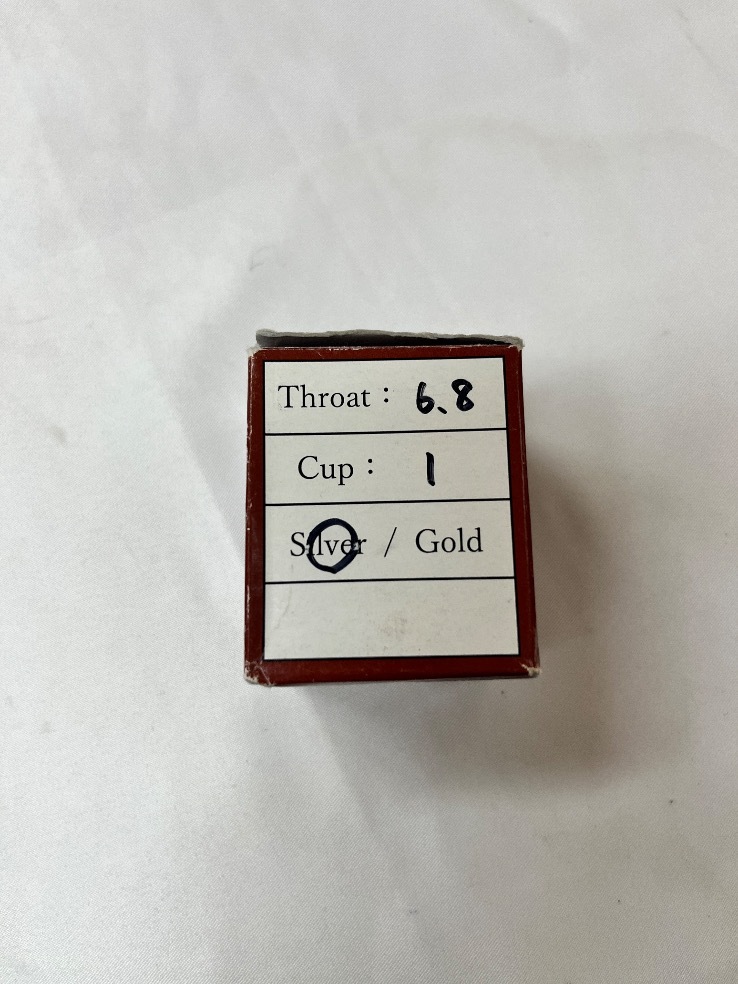 Throat : 6.8
Cup : 1
Silver / Gold